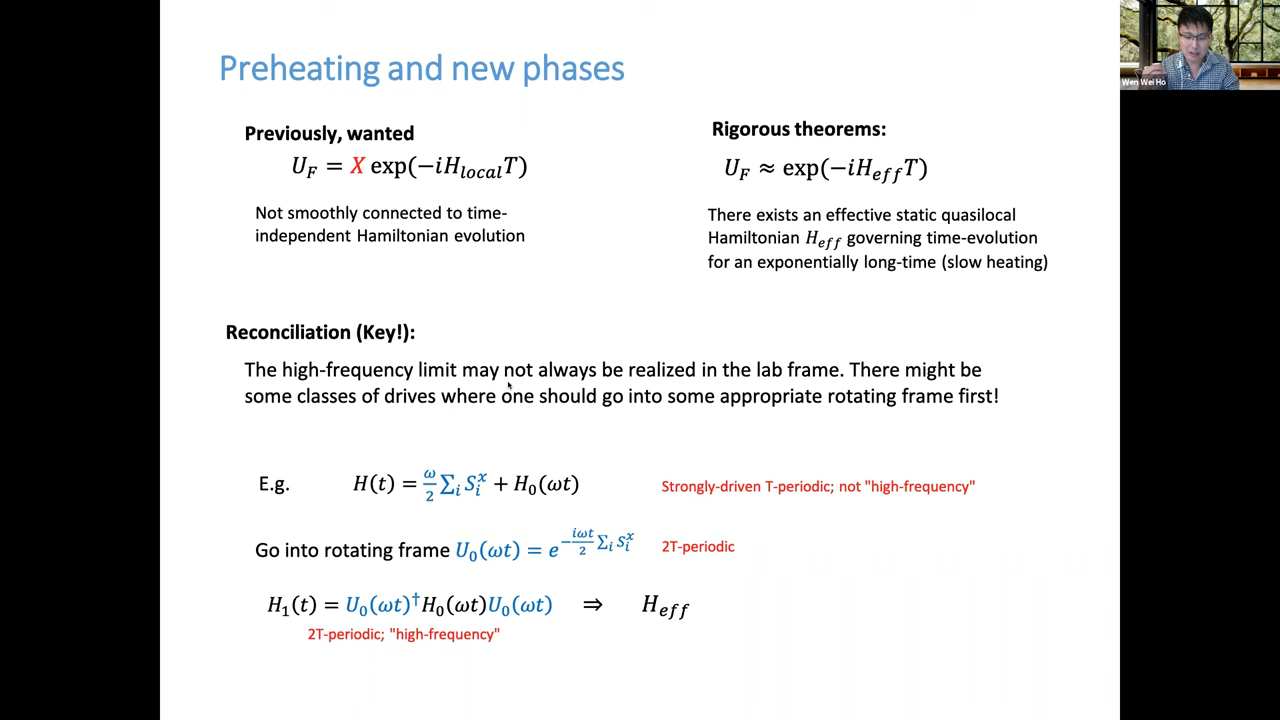 Preheating and new phases
Wen Wei Ho
Previously, wanted
U_F = X exp(−iH_local T)
Not smoothly connected to time-
independent Hamiltonian evolution
Rigorous theorems:
U_F ≈ exp(−iH_eff T)
There exists an effective static quasilocal
Hamiltonian H_eff governing time-evolution
for an exponentially long-time (slow heating)
Reconciliation (Key!):
The high-frequency limit may not always be realized in the lab frame. There might be
some classes of drives where one should go into some appropriate rotating frame first!
E.g. H(t) = ω/2 ∑_i S_i^x + H_0(ωt) Strongly-driven T-periodic; not "high-frequency"
Go into rotating frame U_0(ωt) = e^{−iωt/2 ∑_i S_i^x} 2T-periodic
H_1(t) = U_0(ωt)^† H_0(ωt)U_0(ωt) ⇒ H_eff
2T-periodic; "high-frequency"